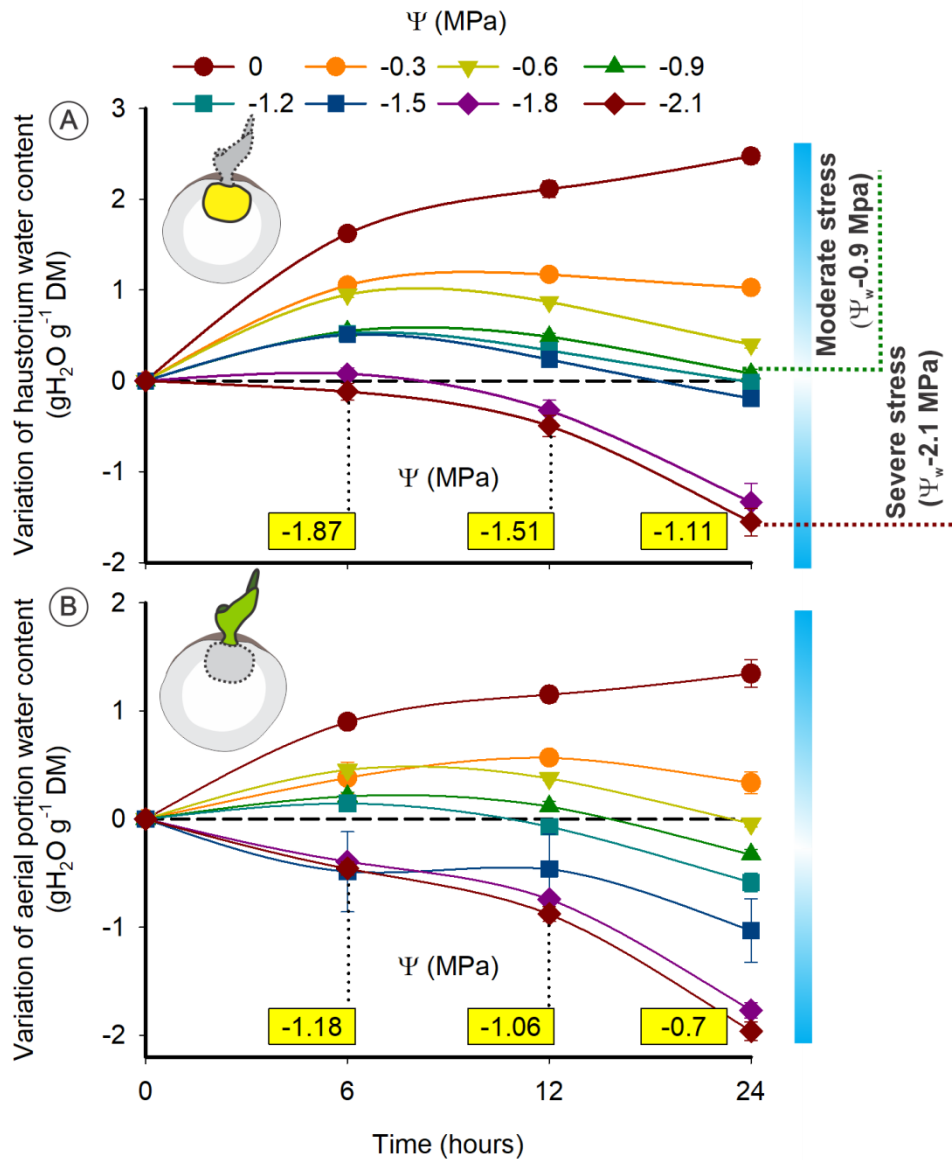 Ψ (MPa)
0 -0.3 -0.6 -0.9
-1.2 -1.5 -1.8 -2.1
A
Variation of haustorium water content
(gH₂O g⁻¹ DM)
3
2
1
0
-1
-2
Ψ (MPa)
-1.87 -1.51 -1.11
Moderate stress
(Ψw-0.9 Mpa)
Severe stress
(Ψw-2.1 MPa)
B
Variation of aerial portion water content
(gH₂O g⁻¹ DM)
2
1
0
-1
-2
Ψ (MPa)
-1.18 -1.06 -0.7
0 6 12 24
Time (hours)